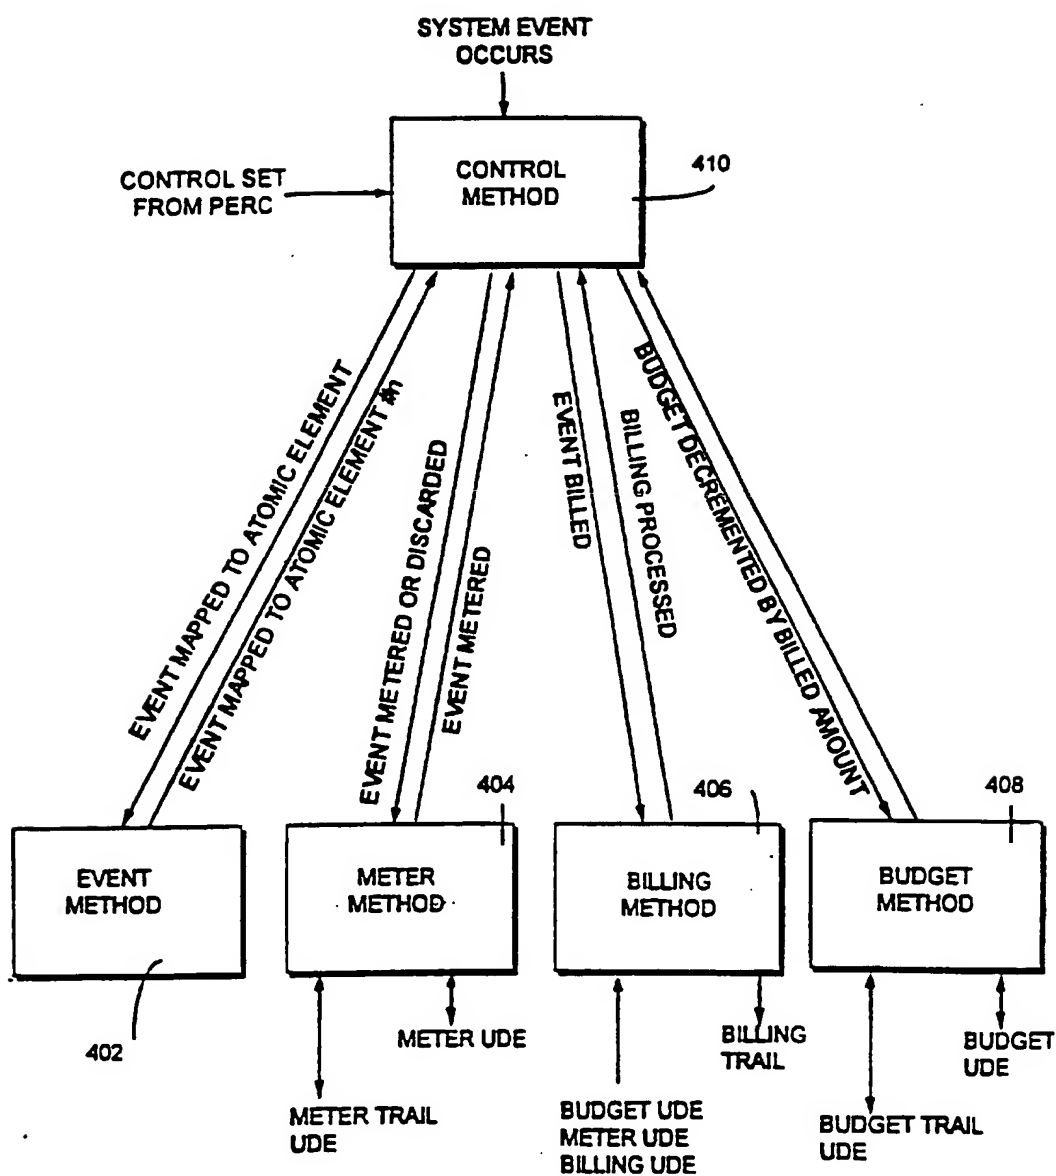 SYSTEM EVENT
OCCURS
CONTROL
METHOD
410
CONTROL SET
FROM PERC
EVENT MAPPED TO ATOMIC ELEMENT
EVENT MAPPED TO ATOMIC ELEMENT #n
EVENT METERED OR DISCARDED
EVENT METERED
EVENT BILLED
BILLING PROCESSED
BUDGET DECREMENTED BY BILLED AMOUNT
404
406
408
EVENT
METHOD
METER
METHOD
BILLING
METHOD
BUDGET
METHOD
402
METER UDE
METER TRAIL
UDE
BUDGET UDE
METER UDE
BILLING UDE
BILLING
TRAIL
BUDGET TRAIL
UDE
BUDGET
UDE